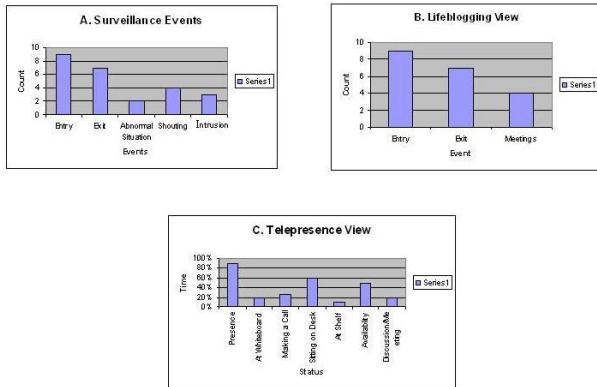 A. Surveillance Events
10
8
6
4
2
0
Count
Entry
Exit
Abnormal
Situation
Shouting
Intrusion
Events
Series1
B. Lifeblogging View
10
8
6
4
2
0
Count
Entry
Exit
Meetings
Event
Series1
C. Telepresence View
100%
80%
60%
40%
20%
0%
Time
Presence
At Whiteboard
Making a Call
Sitting on Desk
At Shelf
Availability
Discussion/Me
eting
Status
Series1